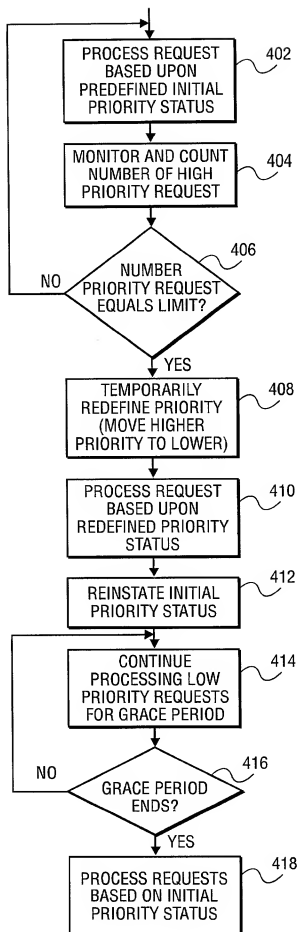 PROCESS REQUEST
BASED UPON
PREDEFINED INITIAL
PRIORITY STATUS
402
MONITOR AND COUNT
NUMBER OF HIGH
PRIORITY REQUEST
404
406
NUMBER
PRIORITY REQUEST
EQUALS LIMIT?
NO
YES
TEMPORARILY
REDEFINE PRIORITY
(MOVE HIGHER
PRIORITY TO LOWER)
408
PROCESS REQUEST
BASED UPON
REDEFINED PRIORITY
STATUS
410
REINSTATE INITIAL
PRIORITY STATUS
412
CONTINUE
PROCESSING LOW
PRIORITY REQUESTS
FOR GRACE PERIOD
414
416
NO
GRACE PERIOD
ENDS?
YES
PROCESS REQUESTS
BASED ON INITIAL
PRIORITY STATUS
418